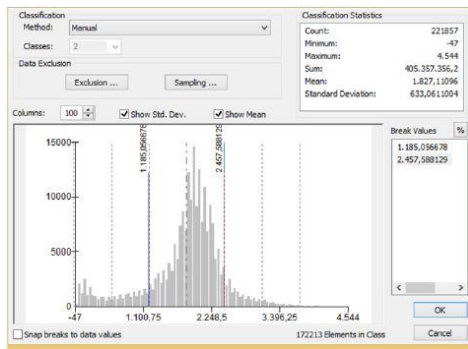 Classification
Method: Manual
Classes: 2
Data Exclusion
Exclusion ...
Sampling ...
Classification Statistics
Count: 221857
Minimum: -47
Maximum: 4.544
Sum: 405.357.356,2
Mean: 1.827,11096
Standard Deviation: 633,0611004
Columns: 100
Show Std. Dev.
Show Mean
Break Values %
1.185,056678
2.457,588129
15000
10000
5000
0
1.185,056678
2.457,588129
-47 1.100,75 2.248,5 3.396,25 4.544
Snap breaks to data values
172213 Elements in Class
OK
Cancel